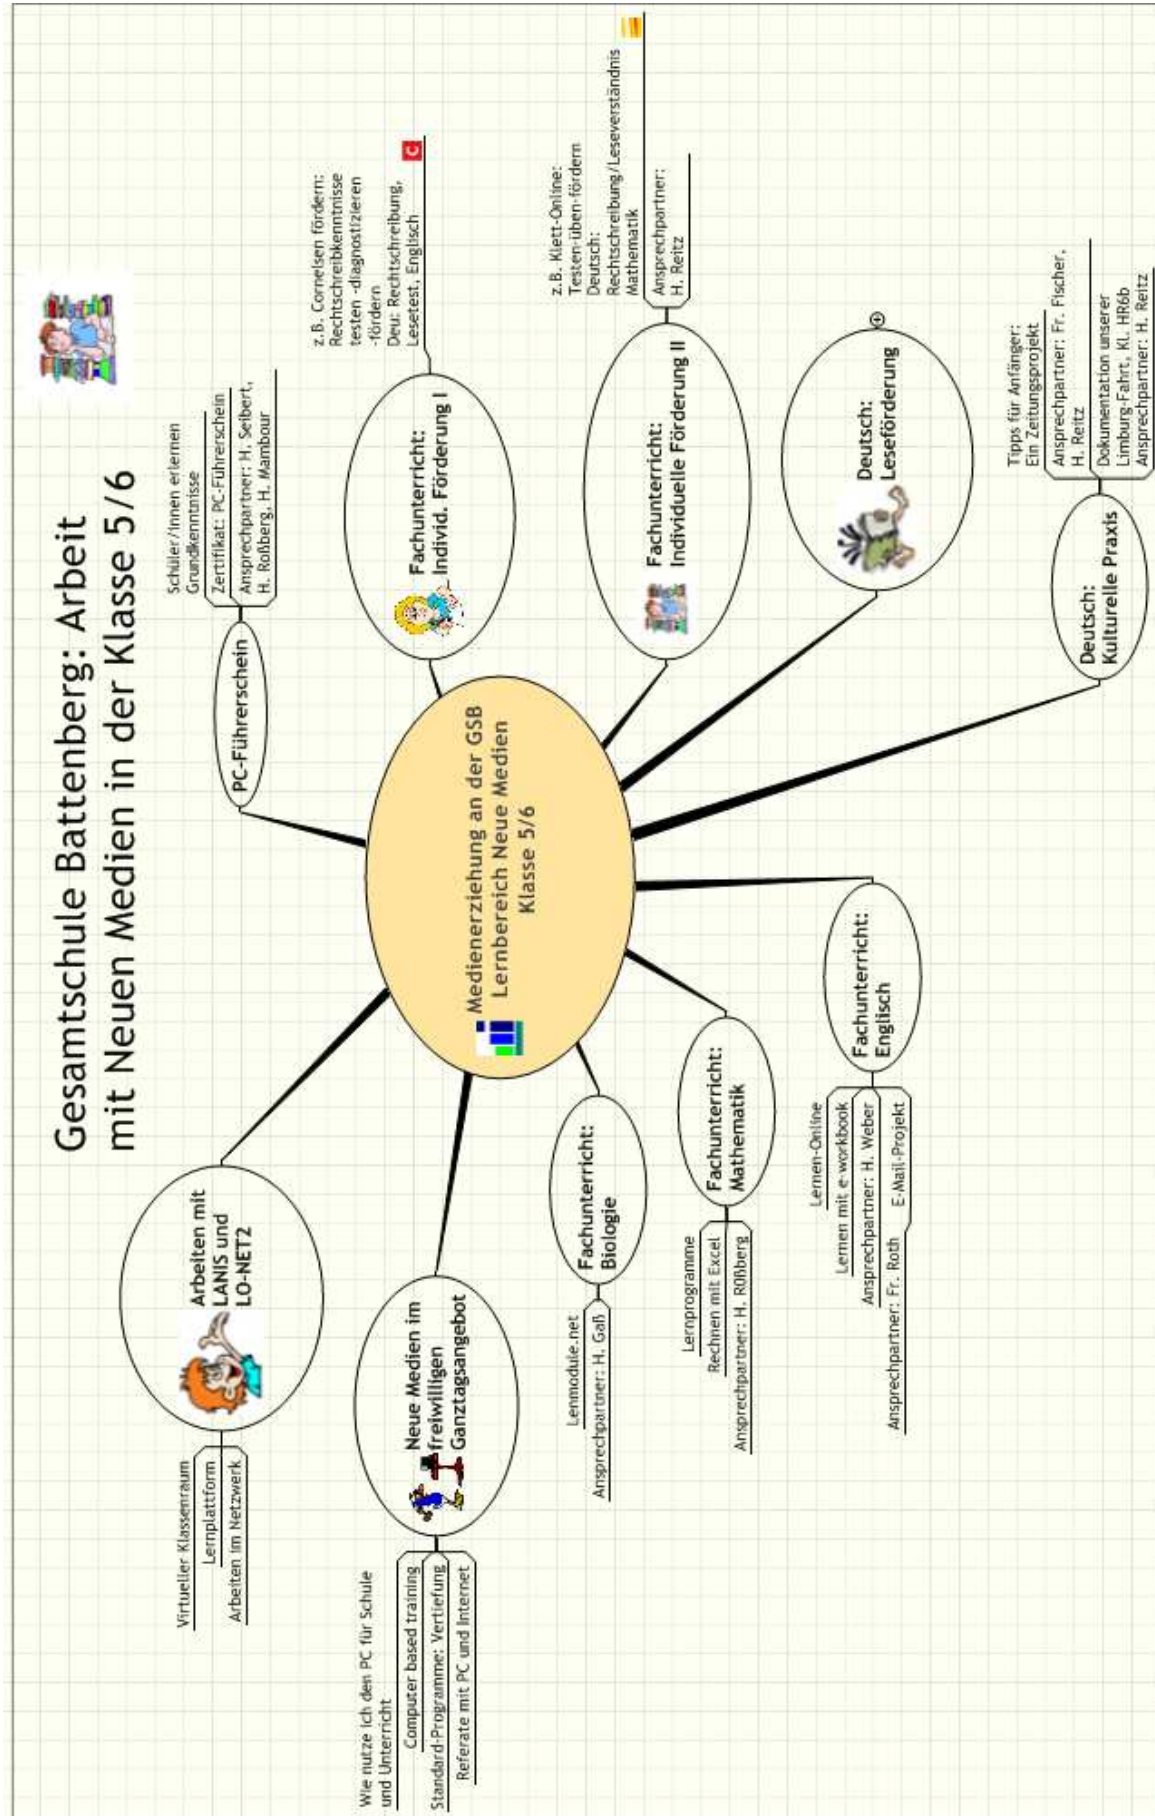 Gesamtschule Battenberg: Arbeit
mit Neuen Medien in der Klasse 5/6
Medienerziehung an der GSB
Lernbereich Neue Medien
Klasse 5/6
PC-Führerschein
Schüler/innen erlernen
Grundkenntnisse
Zertifikat: PC-Führerschein
Ansprechpartner: H. Seibert,
H. Roßberg, H. Mambour
Fachunterricht:
Individ. Förderung I
z.B. Cornelsen fördern:
Rechtschreibkenntnisse
testen -diagnostizieren
-fördern
Deu: Rechtschreibung,
Lesetest, Englisch
C
Fachunterricht:
Individuelle Förderung II
z.B. Klett-Online:
Testen-üben-fördern
Deutsch:
Rechtschreibung/Leseverständnis
Mathematik
Ansprechpartner:
H. Reitz
Deutsch:
Leseförderung
Deutsch:
Kulturelle Praxis
Tipps für Anfänger:
Ein Zeitungsprojekt
Ansprechpartner: Fr. Fischer,
H. Reitz
Dokumentation unserer
Limburg-Fahrt, Kl. HR6b
Ansprechpartner: H. Reitz
Arbeiten mit
LANIS und
LO-NET2
Virtueller Klassenraum
Lernplattform
Arbeiten im Netzwerk
Neue Medien im
freiwilligen
Ganztagsangebot
Wie nutze ich den PC für Schule
und Unterricht
Computer based training
Standard-Programme: Vertiefung
Referate mit PC und Internet
Fachunterricht:
Biologie
Lenmodule.net
Ansprechpartner: H. Gaß
Fachunterricht:
Mathematik
Lernprogramme
Rechnen mit Excel
Ansprechpartner: H. Rößberg
Fachunterricht:
Englisch
Lernen-Online
Lernen mit e-workbook
Ansprechpartner: H. Weber
Ansprechpartner: Fr. Roth E-Mail-Projekt